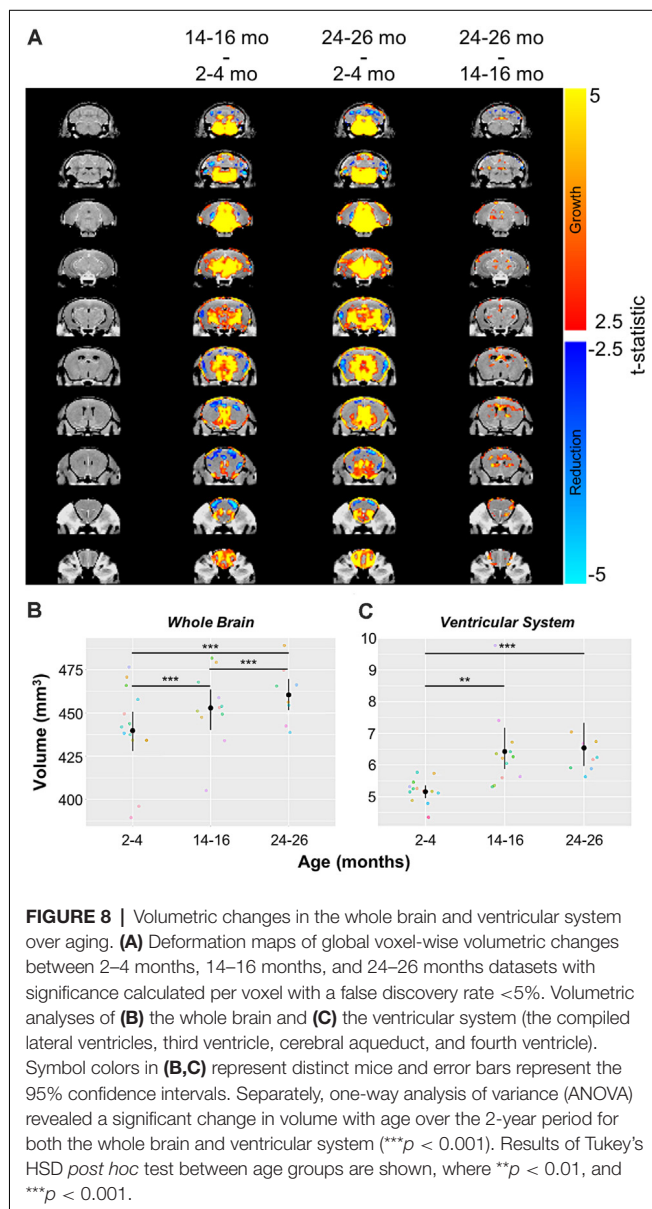 A
14-16 mo
-
2-4 mo
24-26 mo
-
2-4 mo
24-26 mo
-
14-16 mo
5
Growth
2.5
-2.5
t-statistic
Reduction
-5
B
Whole Brain
***
***
***
475
450
425
400
Volume (mm³)
2-4
14-16
24-26
C
Ventricular System
***
**
10
9
8
7
6
5
2-4
14-16
24-26
Age (months)
FIGURE 8 | Volumetric changes in the whole brain and ventricular system
over aging. (A) Deformation maps of global voxel-wise volumetric changes
between 2–4 months, 14–16 months, and 24–26 months datasets with
significance calculated per voxel with a false discovery rate <5%. Volumetric
analyses of (B) the whole brain and (C) the ventricular system (the compiled
lateral ventricles, third ventricle, cerebral aqueduct, and fourth ventricle).
Symbol colors in (B,C) represent distinct mice and error bars represent the
95% confidence intervals. Separately, one-way analysis of variance (ANOVA)
revealed a significant change in volume with age over the 2-year period for
both the whole brain and ventricular system (***p < 0.001). Results of Tukey's
HSD post hoc test between age groups are shown, where **p < 0.01, and
***p < 0.001.